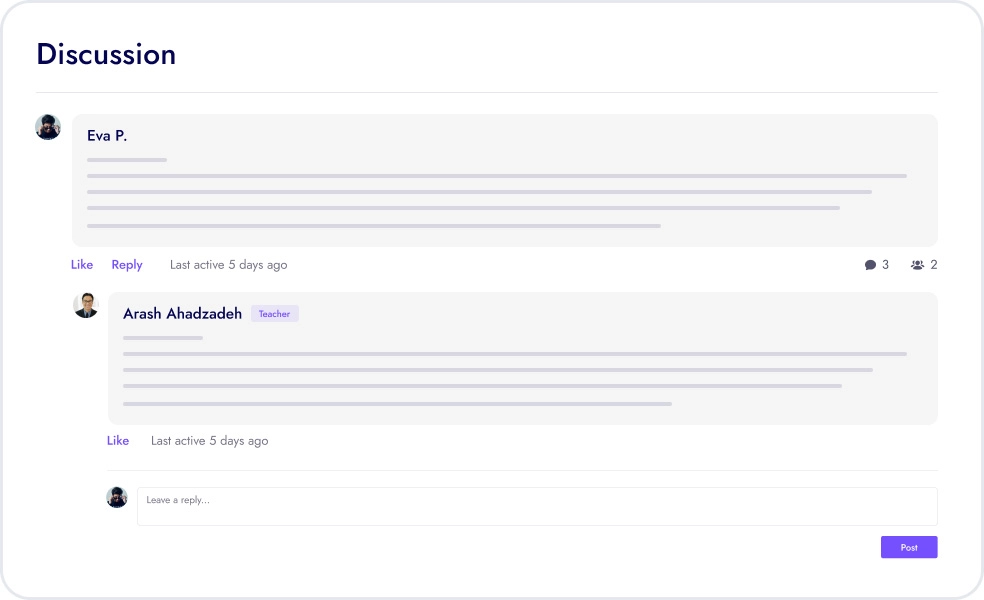 Discussion
Eva P.
Like Reply Last active 5 days ago 3 2
Arash Ahadzadeh Teacher
Like Last active 5 days ago
Leave a reply...
Post